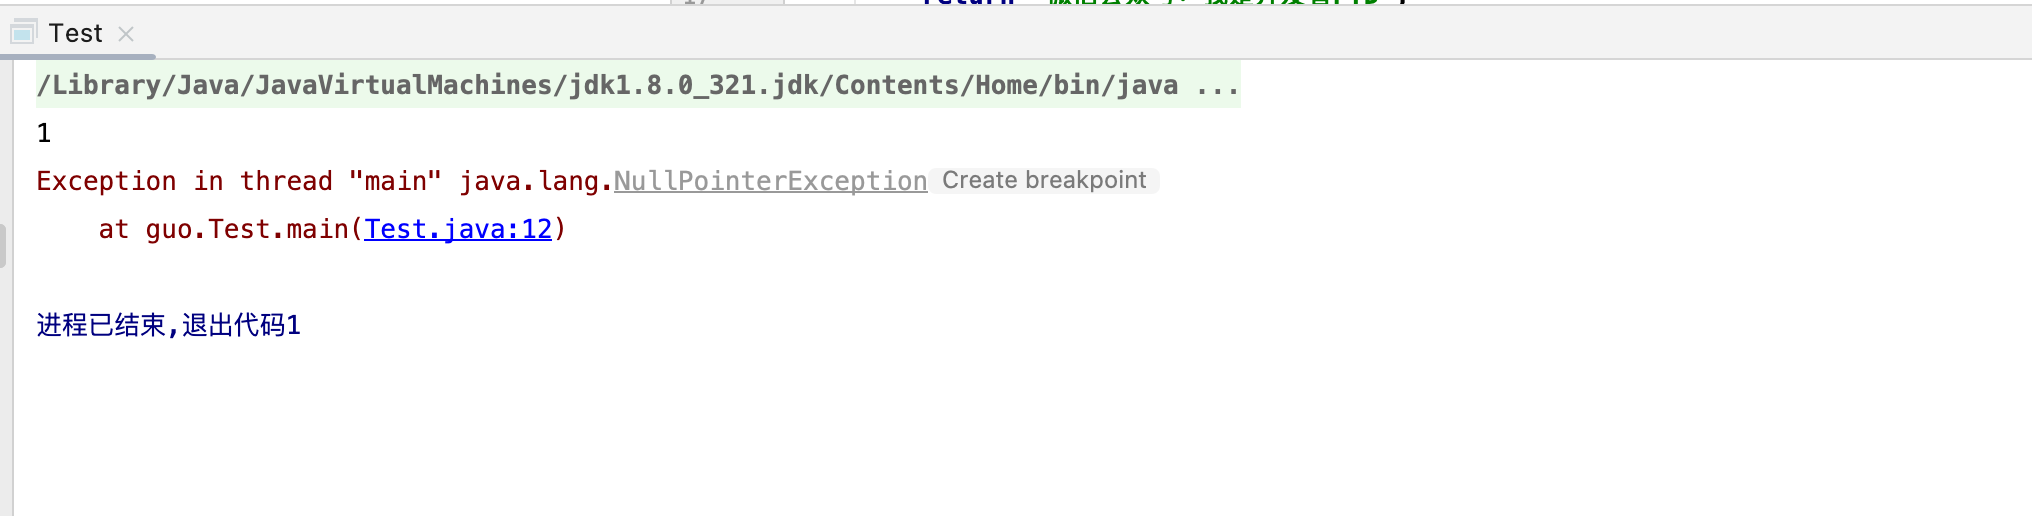 Test
/Library/Java/JavaVirtualMachines/jdk1.8.0_321.jdk/Contents/Home/bin/java ...
1
Exception in thread "main" java.lang.NullPointerException Create breakpoint
at guo.Test.main(Test.java:12)
进程已结束,退出代码1